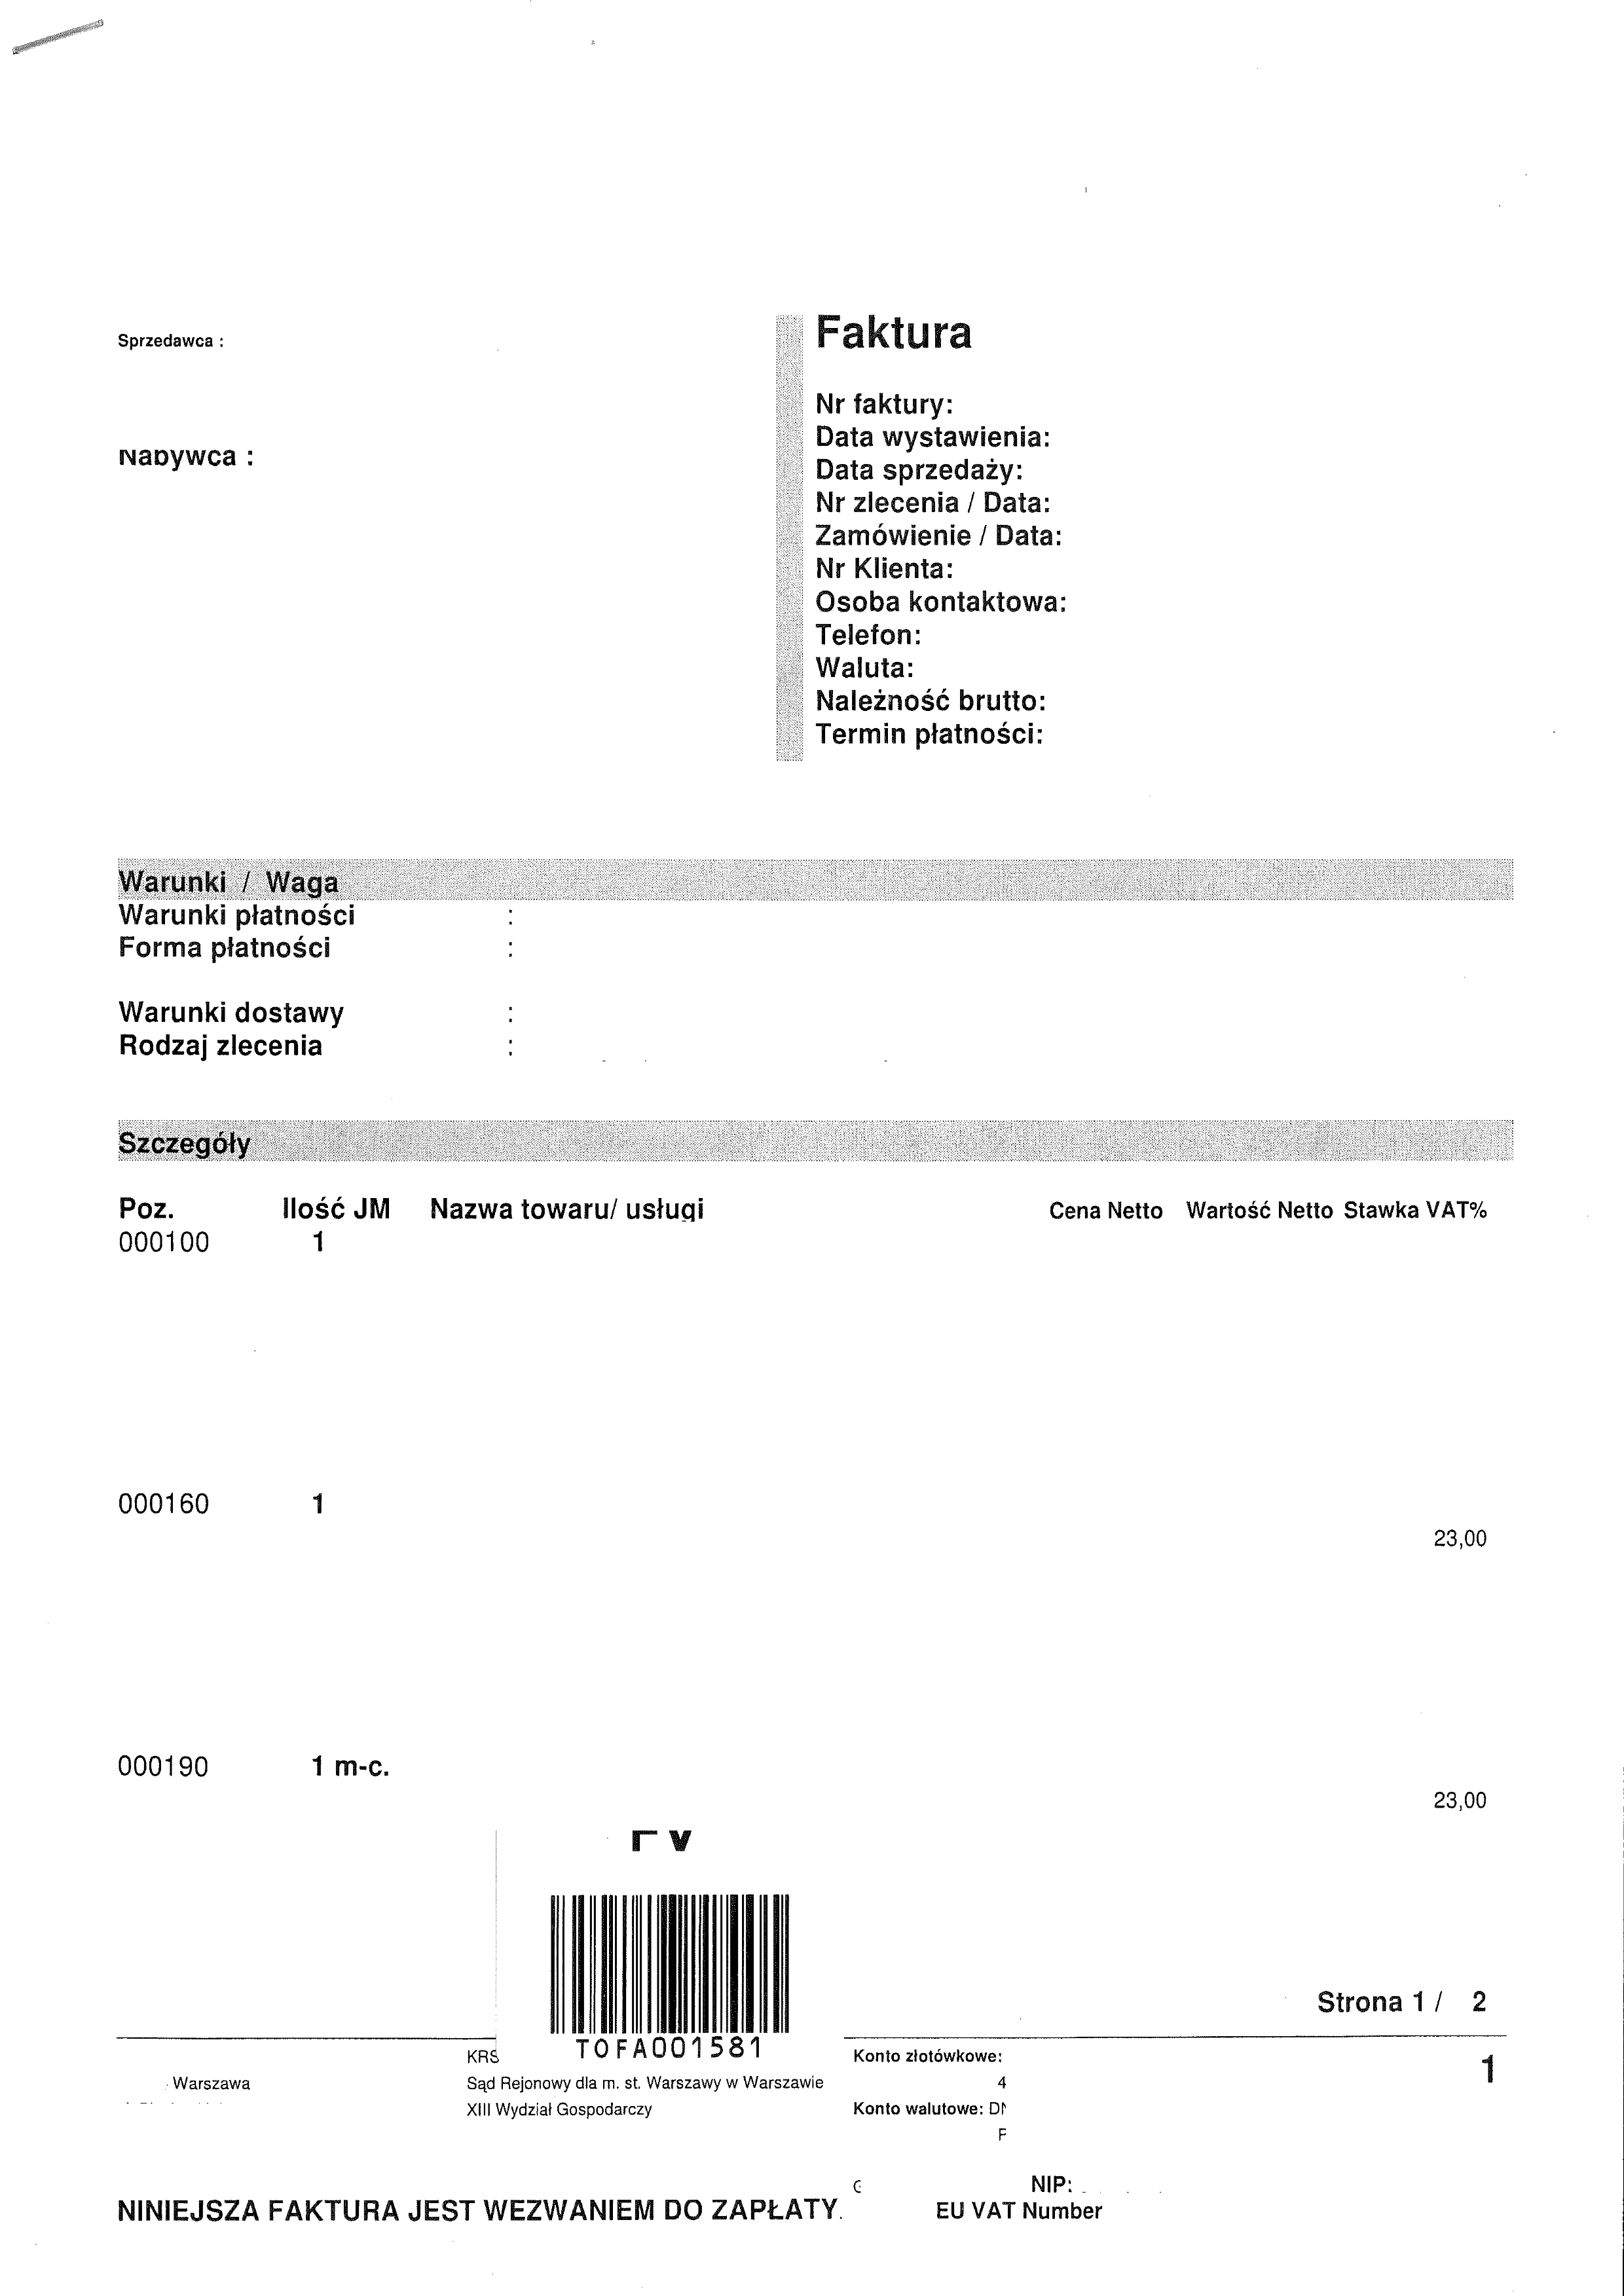 Faktura
Sprzedawca :
Nabywca :
Nr faktury:
Data wystawienia:
Data sprzedaży:
Nr zlecenia / Data:
Zamówienie / Data:
Nr Klienta:
Osoba kontaktowa:
Telefon:
Waluta:
Należność brutto:
Termin płatności:
Warunki / Waga
Warunki płatności :
Forma płatności :
Warunki dostawy :
Rodzaj zlecenia :
Szczegóły
Poz. Ilość JM Nazwa towaru/ usługi Cena Netto Wartość Netto Stawka VAT%
000100 1
000160 1
23,00
000190 1 m-c.
23,00
TOFA001581
Strona 1 / 2
KRS Konto złotówkowe: 1
Warszawa Sąd Rejonowy dla m. st. Warszawy w Warszawie 4
XIII Wydział Gospodarczy Konto walutowe:
NIP:
NINIEJSZA FAKTURA JEST WEZWANIEM DO ZAPŁATY. EU VAT Number